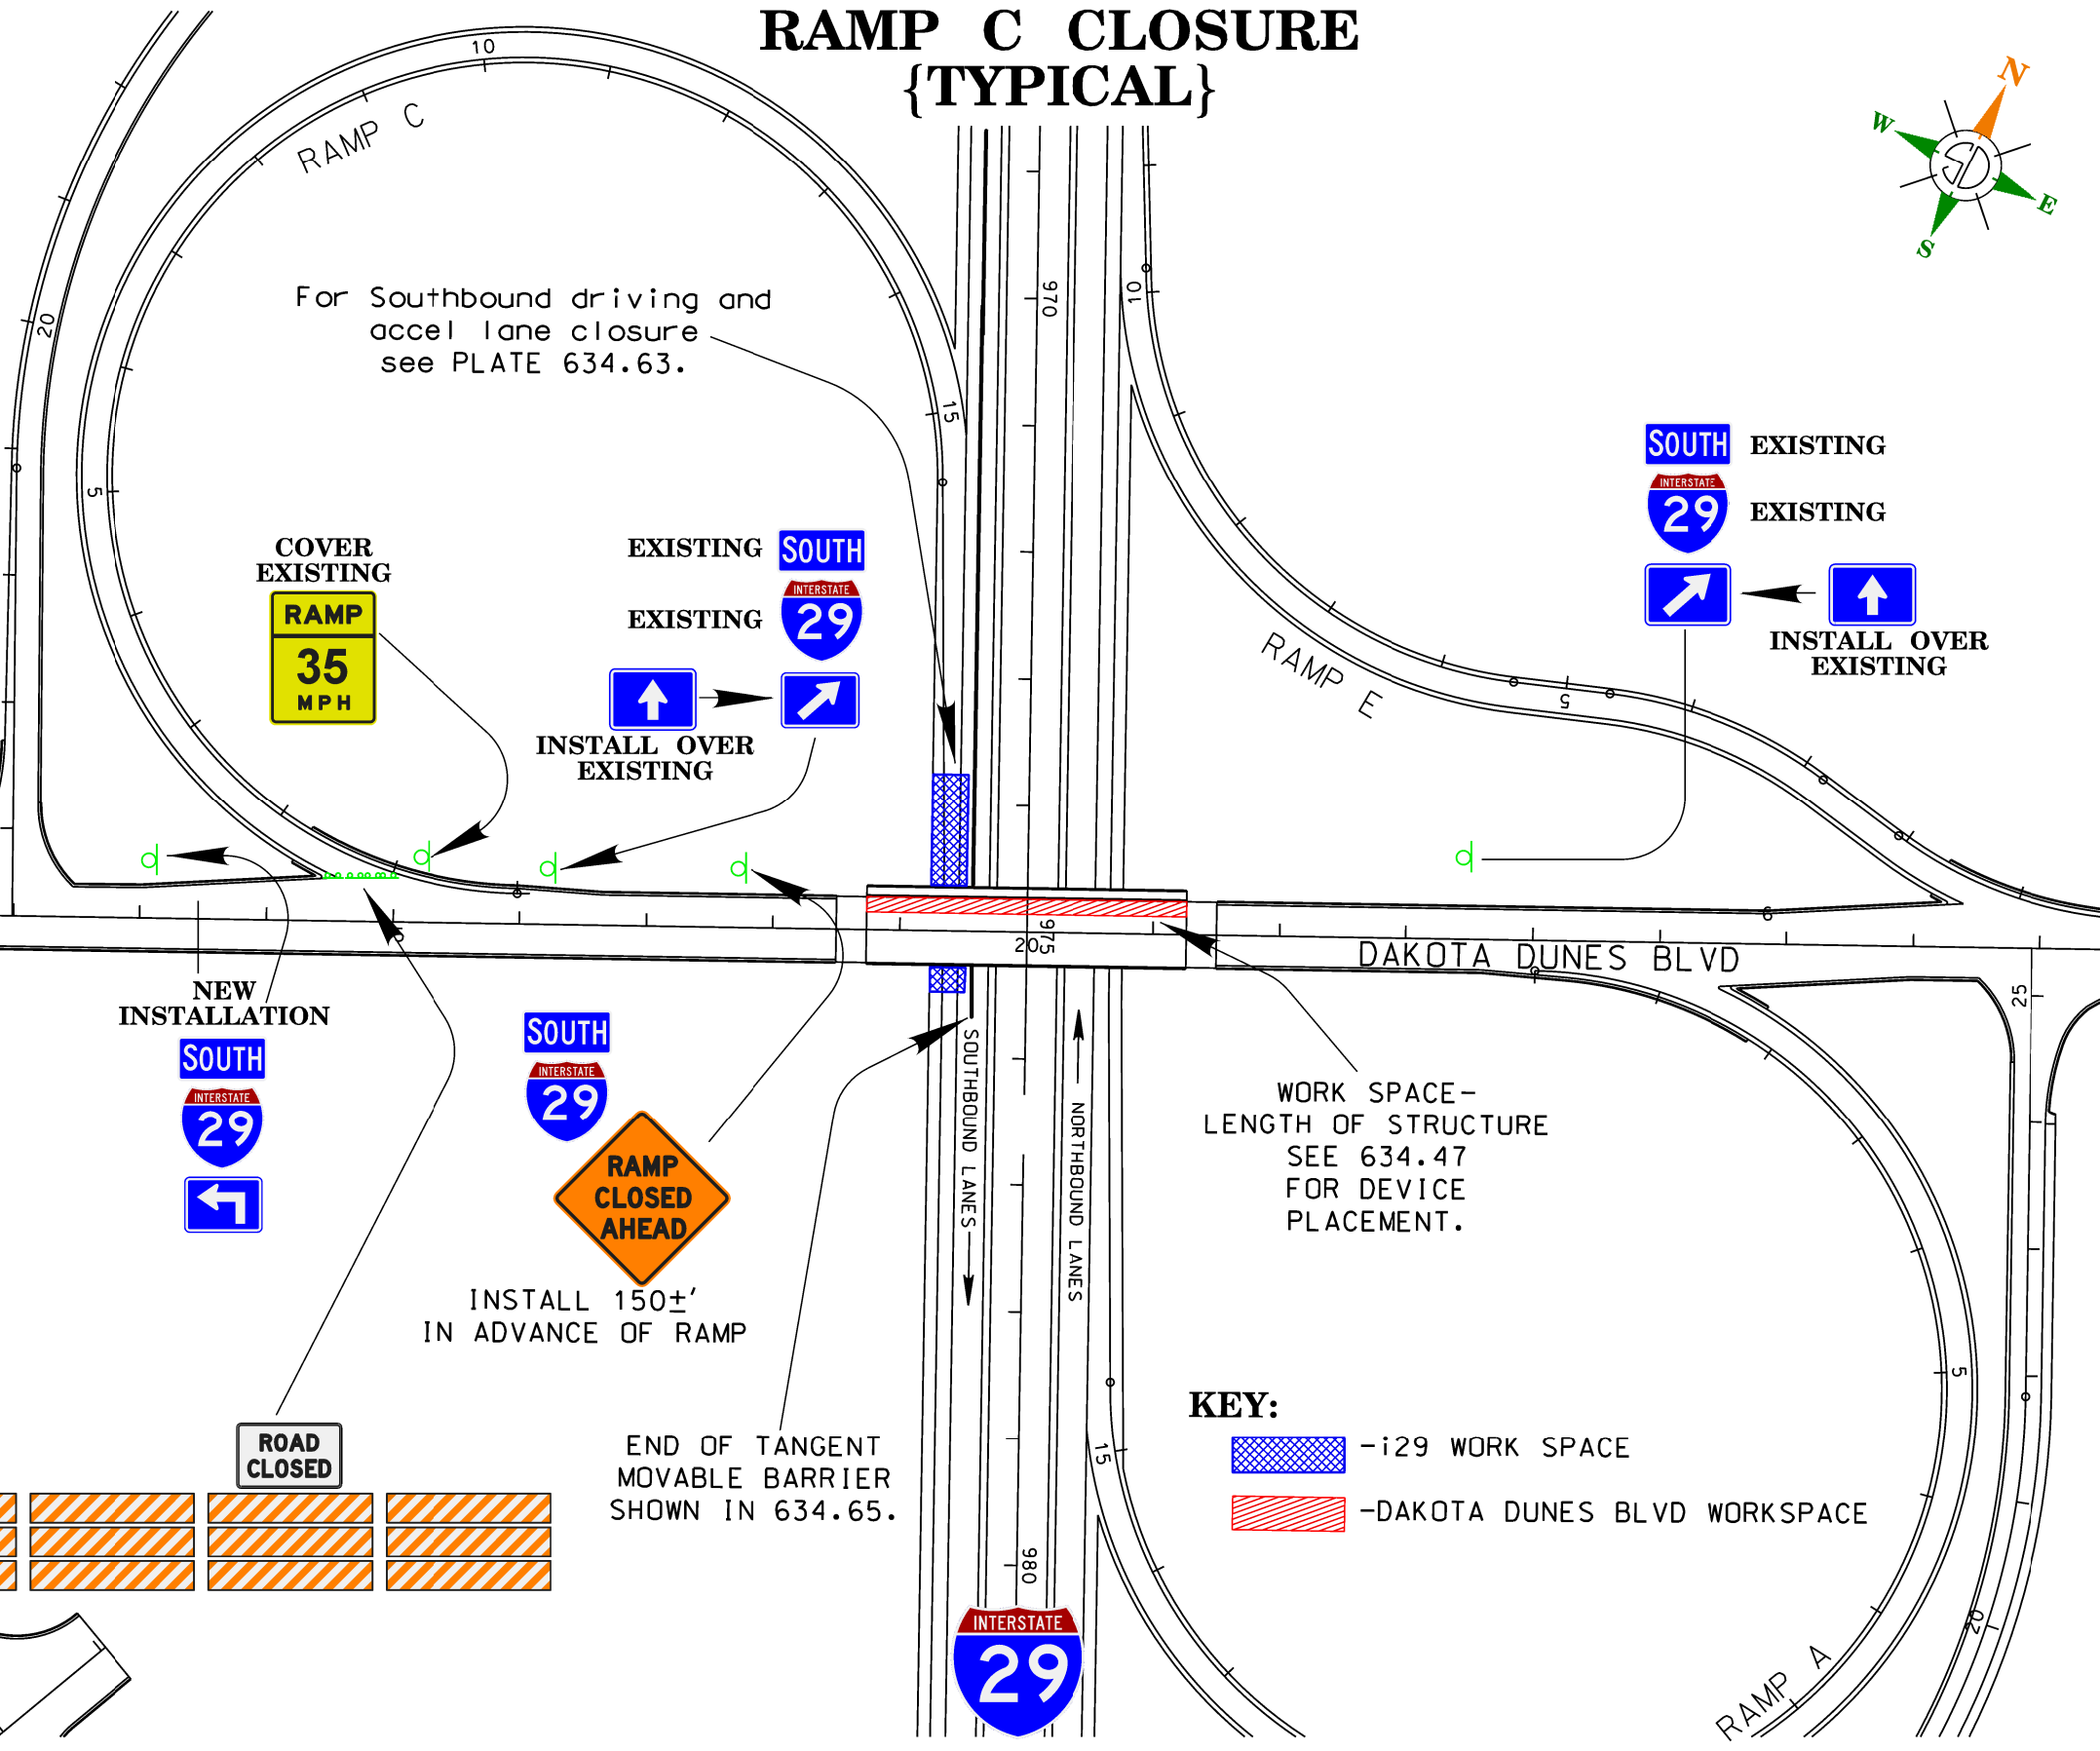 RAMP C CLOSURE
{TYPICAL}
N
W
E
S
10
RAMP C
20
For Southbound driving and
accel lane closure
see PLATE 634.63.
970
10
15
5
SOUTH EXISTING
INTERSTATE
29 EXISTING
INSTALL OVER
EXISTING
COVER
EXISTING
RAMP
35
MPH
EXISTING SOUTH
INTERSTATE
EXISTING 29
INSTALL OVER
EXISTING
RAMP E
5
975
20
DAKOTA DUNES BLVD
25
NEW
INSTALLATION
SOUTH
INTERSTATE
29
SOUTH
INTERSTATE
29
RAMP
CLOSED
AHEAD
INSTALL 150±'
IN ADVANCE OF RAMP
SOUTHBOUND LANES
NORTHBOUND LANES
WORK SPACE-
LENGTH OF STRUCTURE
SEE 634.47
FOR DEVICE
PLACEMENT.
5
ROAD
CLOSED
END OF TANGENT
MOVABLE BARRIER
SHOWN IN 634.65.
15
KEY:
-i29 WORK SPACE
-DAKOTA DUNES BLVD WORKSPACE
980
INTERSTATE
29
20
RAMP A